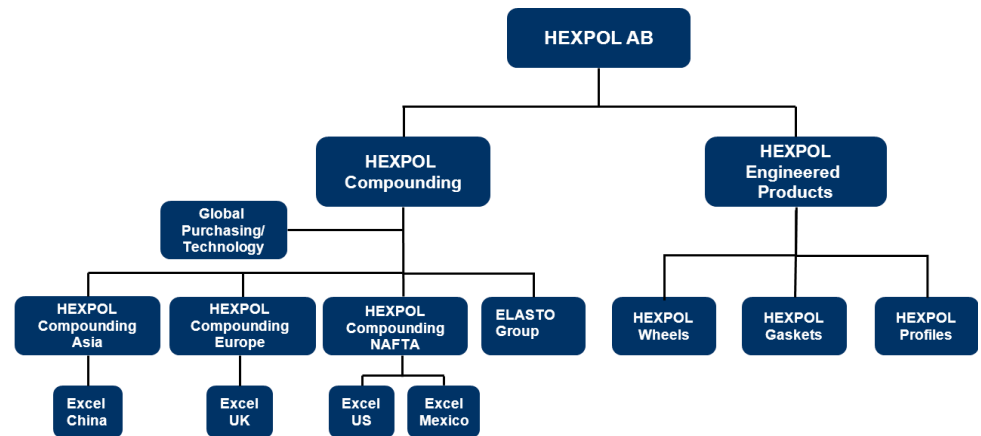 HEXPOL AB
HEXPOL
Compounding
HEXPOL
Engineered
Products
Global
Purchasing/
Technology
HEXPOL
Compounding
Asia
HEXPOL
Compounding
Europe
HEXPOL
Compounding
NAFTA
ELASTO
Group
HEXPOL
Wheels
HEXPOL
Gaskets
HEXPOL
Profiles
Excel
China
Excel
UK
Excel
US
Excel
Mexico